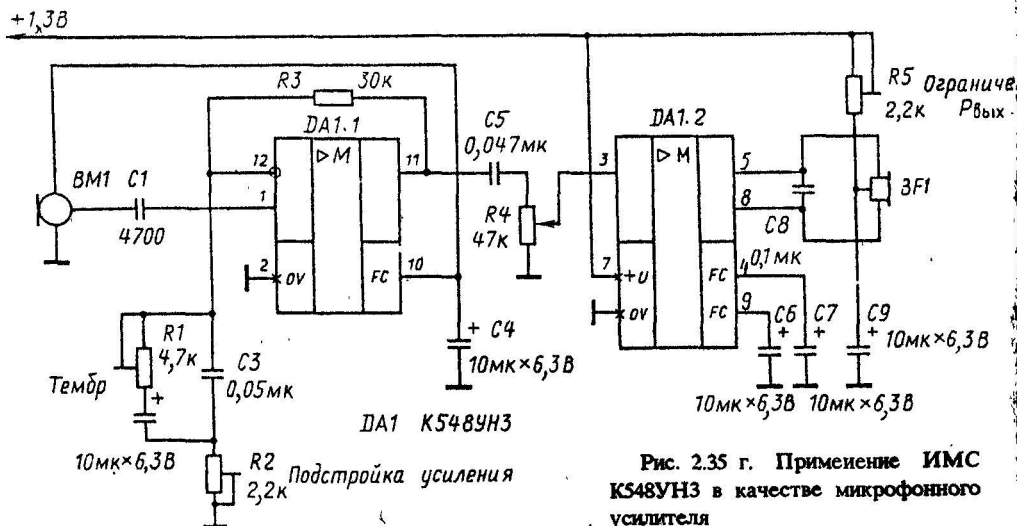 +1,3В
R3 30к
DA1.1
▷M
12
1
11
2
0V
FC
10
BM1
C1
4700
C5
0,047мк
R4
47к
C4
+
10мк×6,3В
R1
4,7к
Тембр
+
C3
0,05мк
10мк×6,3В
R2
2,2к
Подстройка усиления
DA1 К548УН3
DA1.2
▷M
3
5
8
7
+U
0V
FC
4
FC
9
C8
0,1мк
BF1
R5
2,2к
Ограниче
Pвых
C6
+
C7
+
C9
+
10мк×6,3В
10мк×6,3В 10мк×6,3В
Рис. 2.35 г. Применение ИМС
К548УН3 в качестве микрофонного
усилителя